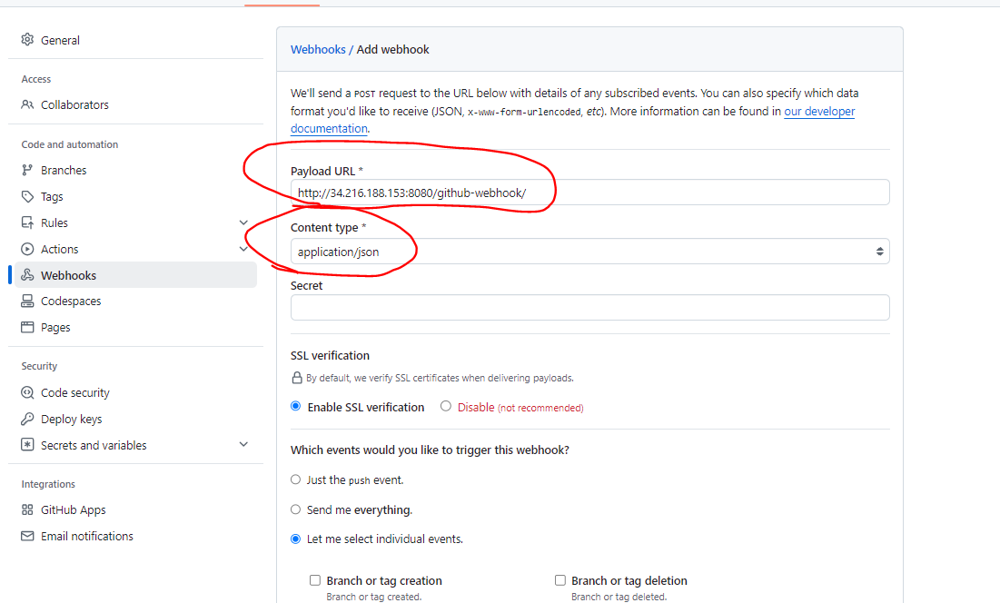 General
Access
Collaborators
Code and automation
Branches
Tags
Rules
Actions
Webhooks
Codespaces
Pages
Security
Code security
Deploy keys
Secrets and variables
Integrations
GitHub Apps
Email notifications
Webhooks / Add webhook
We'll send a POST request to the URL below with details of any subscribed events. You can also specify which data
format you'd like to receive (JSON, x-www-form-urlencoded, etc). More information can be found in our developer
documentation.
Payload URL *
http://34.216.188.153:8080/github-webhook/
Content type *
application/json
Secret
SSL verification
By default, we verify SSL certificates when delivering payloads.
Enable SSL verification Disable (not recommended)
Which events would you like to trigger this webhook?
Just the push event.
Send me everything.
Let me select individual events.
Branch or tag creation
Branch or tag created.
Branch or tag deletion
Branch or tag deleted.